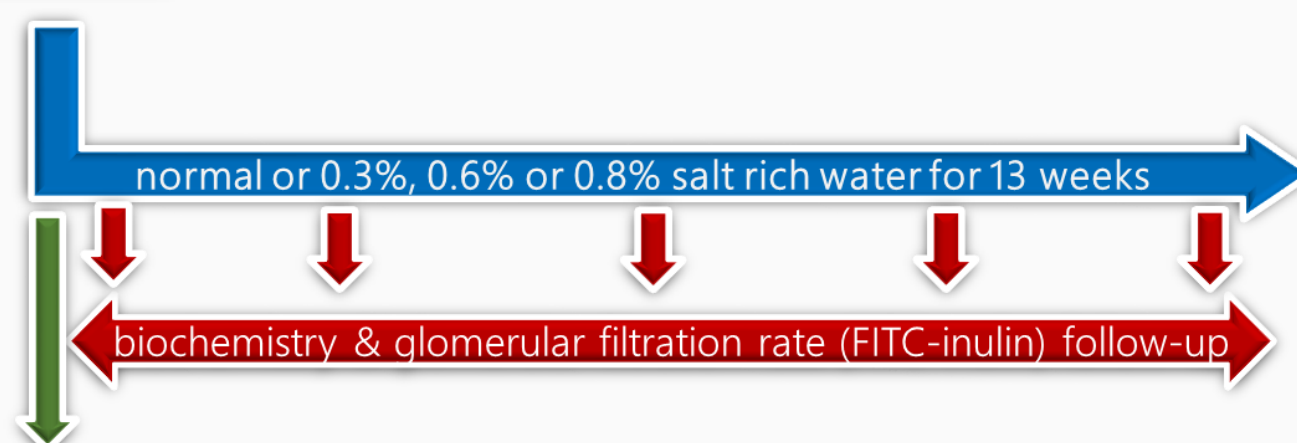 normal or 0.3%, 0.6% or 0.8% salt rich water for 13 weeks
biochemistry & glomerular filtration rate (FITC-inulin) follow-up